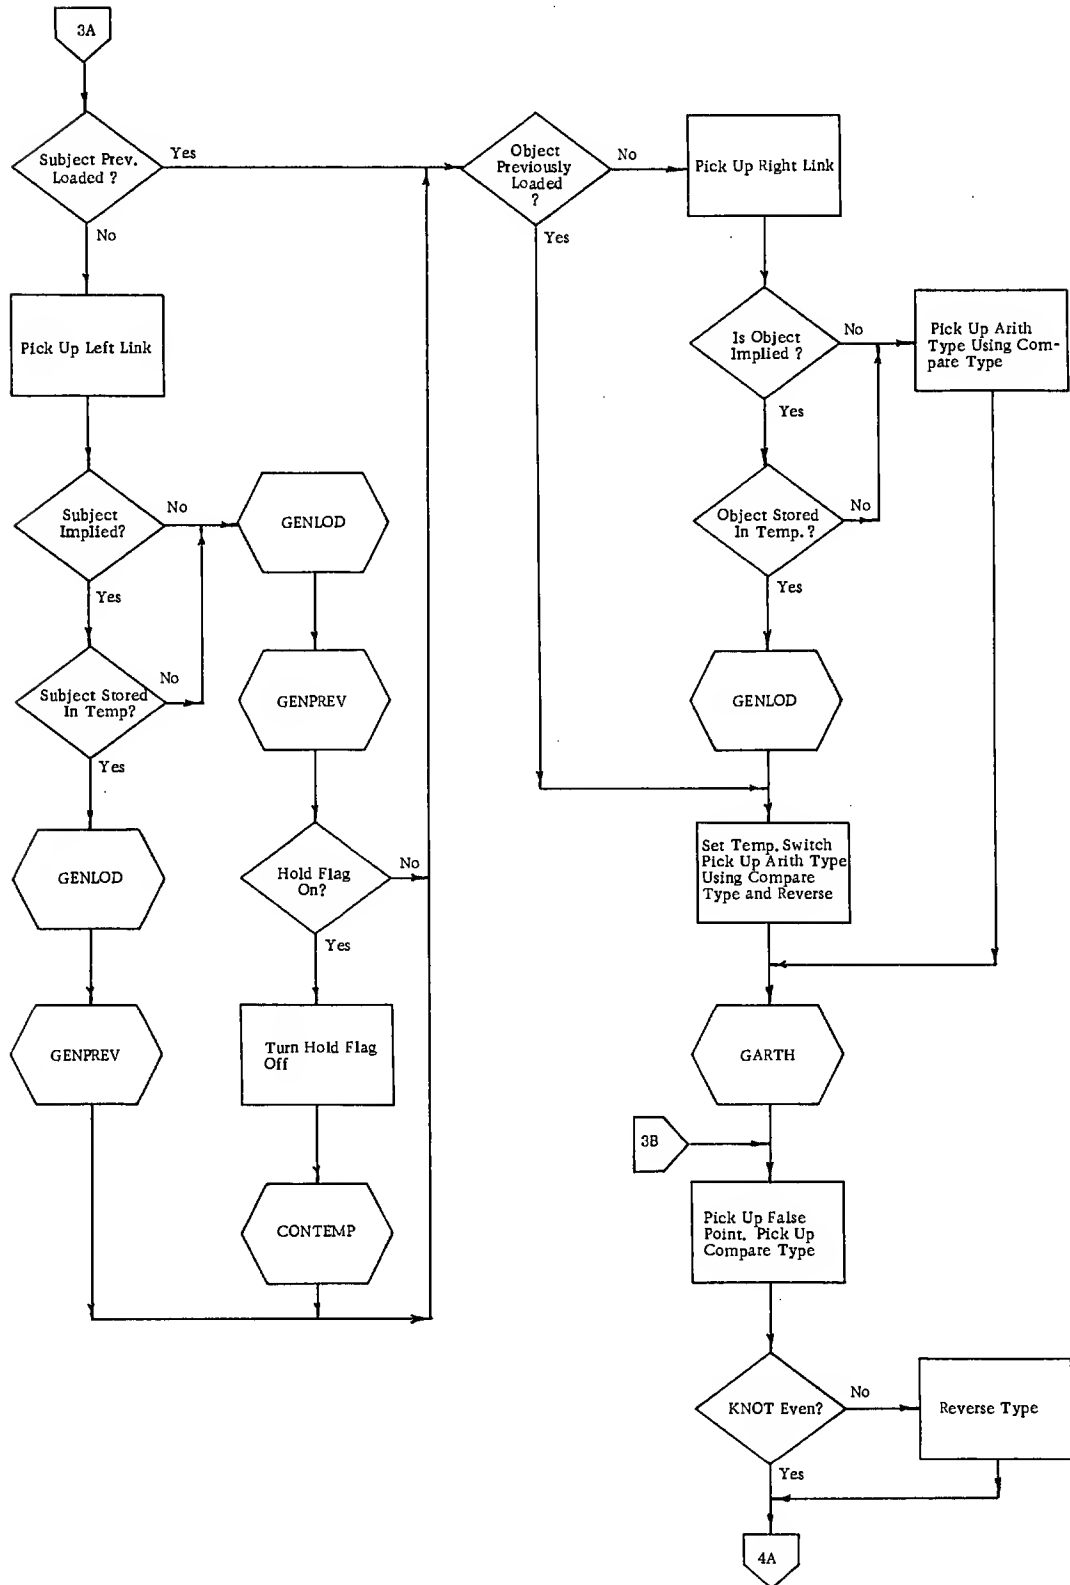 3A
Subject Prev.
Loaded ?
Yes
No
Pick Up Left Link
Subject
Implied?
No
Yes
Subject Stored
In Temp?
No
Yes
GENLOD
GENPREV
GENLOD
GENPREV
Hold Flag
On?
No
Yes
Turn Hold Flag
Off
CONTEMP
Object
Previously
Loaded
?
No
Yes
Pick Up Right Link
Is Object
Implied ?
No
Yes
Pick Up Arith
Type Using Com-
pare Type
Object Stored
In Temp. ?
No
Yes
GENLOD
Set Temp. Switch
Pick Up Arith Type
Using Compare
Type and Reverse
GARTH
3B
Pick Up False
Point. Pick Up
Compare Type
KNOT Even?
No
Yes
Reverse Type
4A